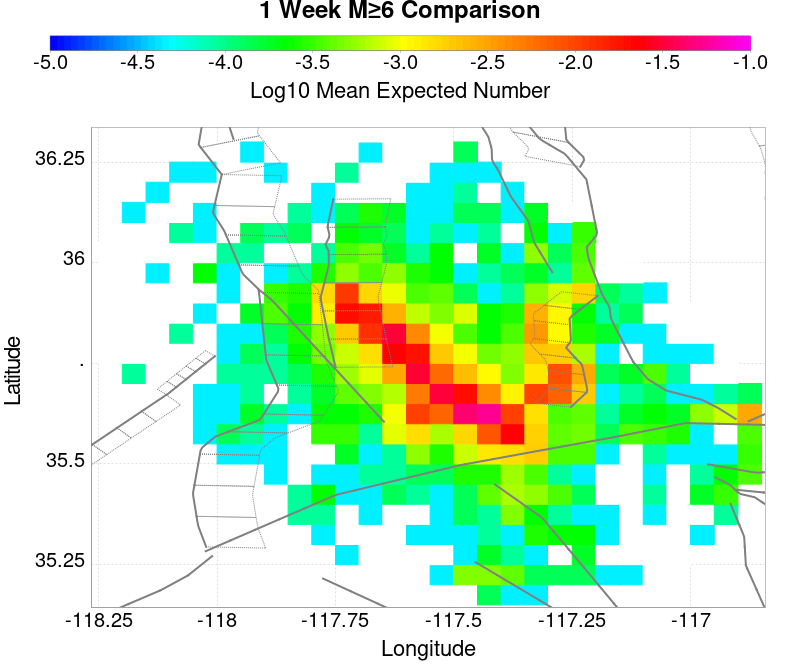 1 Week M≥6 Comparison
-5.0 -4.5 -4.0 -3.5 -3.0 -2.5 -2.0 -1.5 -1.0
Log10 Mean Expected Number
36.25
36
Latitude
35.5
35.25
-118.25 -118 -117.75 -117.5 -117.25 -117
Longitude